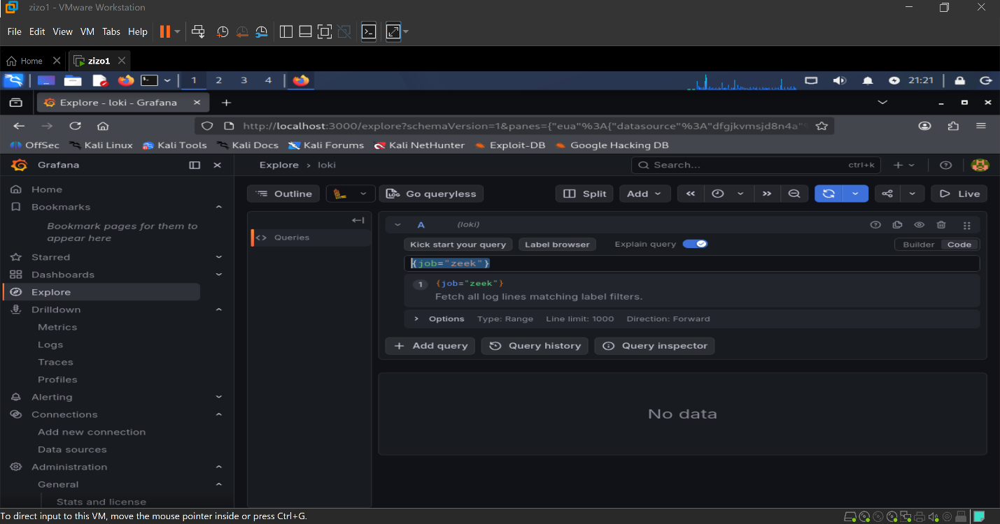 zizo1 - VMware Workstation
File Edit View VM Tabs Help
Home zizo1
1 2 3 4 21:21
Explore - loki - Grafana
http://localhost:3000/explore?schemaVersion=1&panes={"eua"%3A{"datasource"%3A"dfgjkvmsjd8n4a"
OffSec Kali Linux Kali Tools Kali Docs Kali Forums Kali NetHunter Exploit-DB Google Hacking DB
Grafana Explore › loki Search... ctrl+k
Home
Bookmarks
Bookmark pages for them to
appear here
Starred
Dashboards
Explore
Drilldown
Metrics
Logs
Traces
Profiles
Alerting
Connections
Add new connection
Data sources
Administration
General
Stats and license
Outline Go queryless Split Add Live
Queries
A (loki)
Kick start your query Label browser Explain query Builder Code
{job="zeek"}
1 {job="zeek"}
Fetch all log lines matching label filters.
Options Type: Range Line limit: 1000 Direction: Forward
+ Add query Query history Query inspector
No data
To direct input to this VM, move the mouse pointer inside or press Ctrl+G.